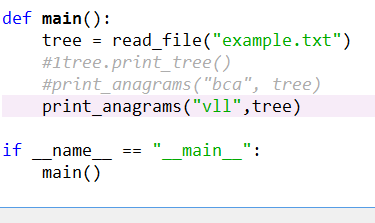 def main():
    tree = read_file("example.txt")
    #1tree.print_tree()
    #print_anagrams("bca", tree)
    print_anagrams("vll",tree)

if __name__ == "__main__":
    main()